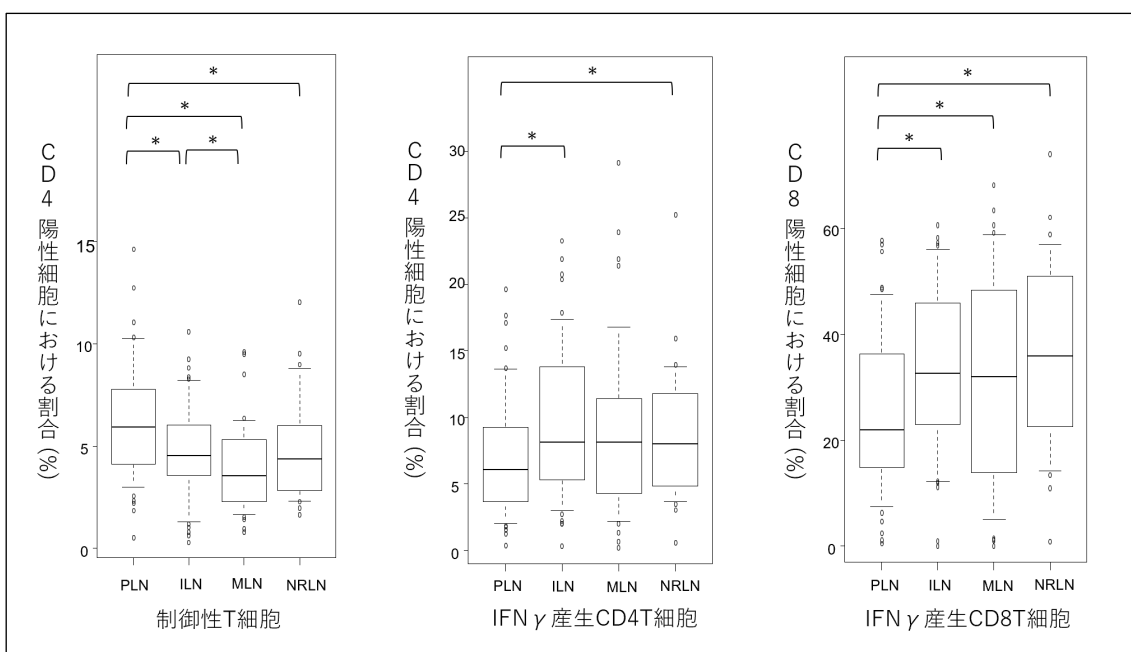 *
*
*
*
CD4陽性細胞における割合(%)
15
10
5
0
PLN
ILN
MLN
NRLN
制御性T細胞
*
*
CD4陽性細胞における割合(%)
30
25
20
15
10
5
0
PLN
ILN
MLN
NRLN
IFNγ産生CD4T細胞
*
*
*
CD8陽性細胞における割合(%)
60
40
20
0
PLN
ILN
MLN
NRLN
IFNγ産生CD8T細胞